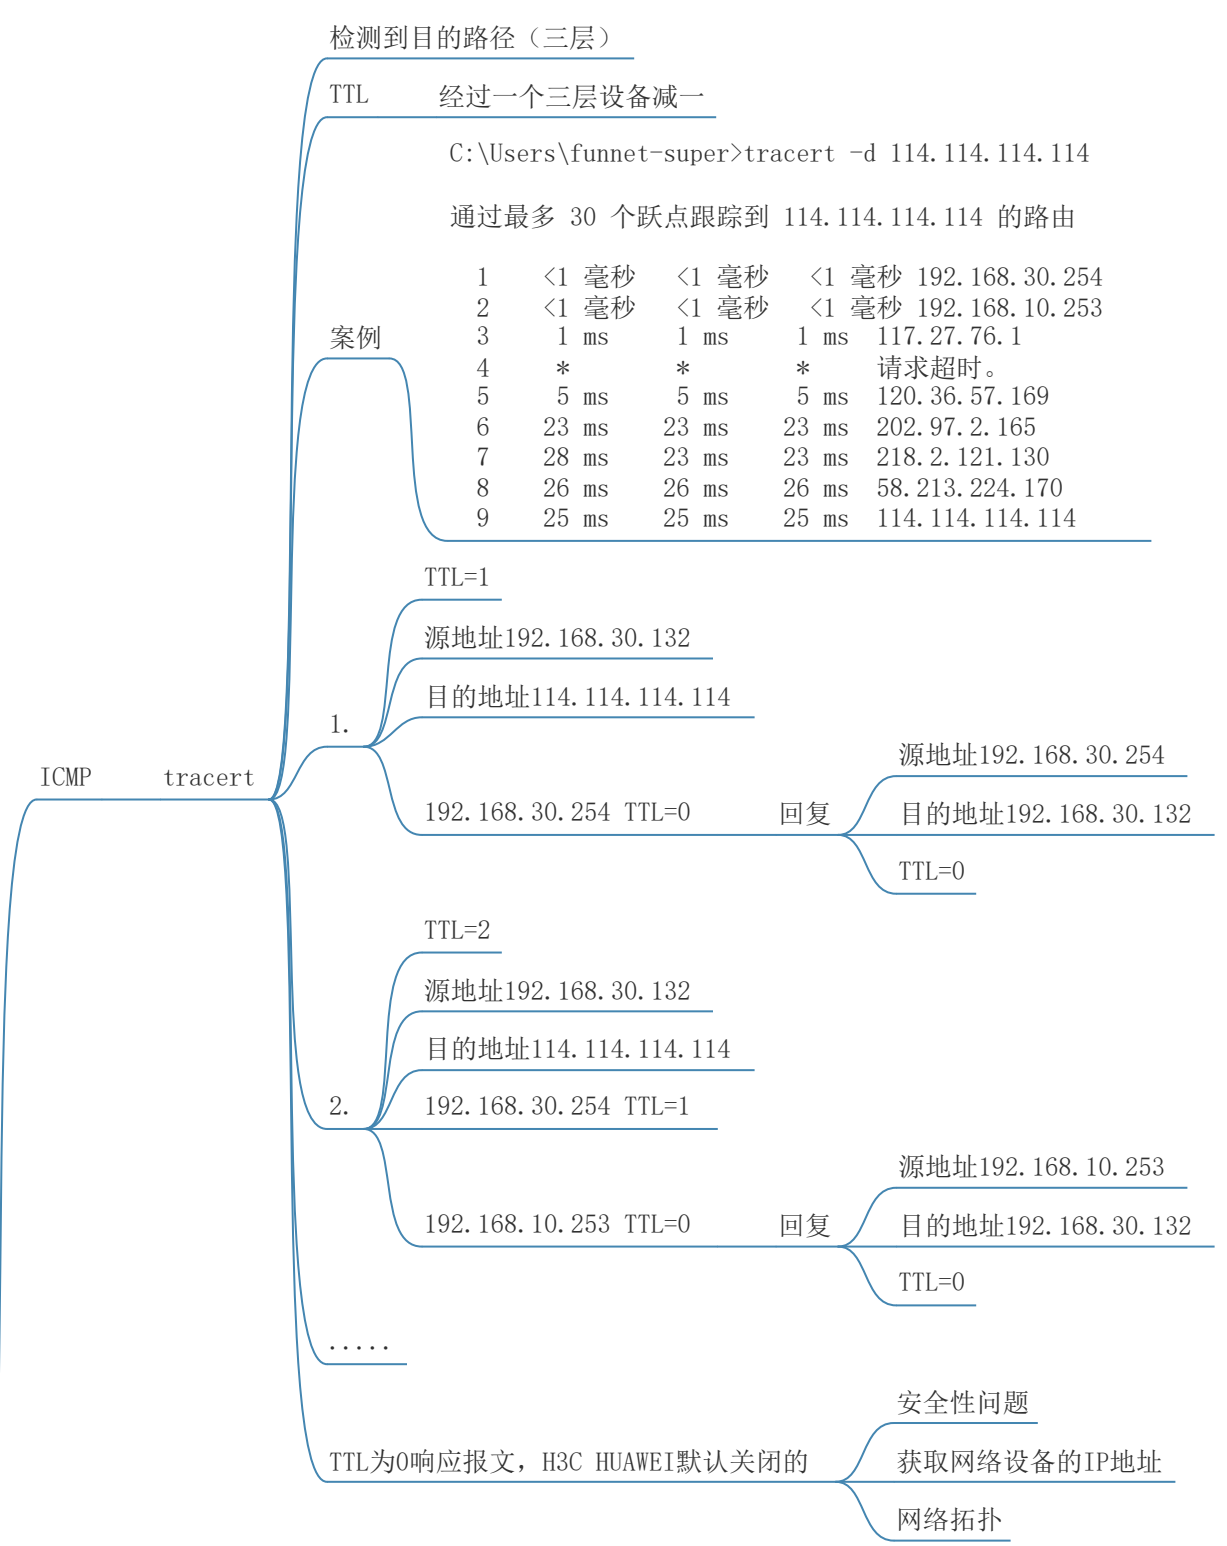 检测到目的路径（三层）
TTL 经过一个三层设备减一
C:\Users\funnet-super>tracert -d 114.114.114.114
通过最多 30 个跃点跟踪到 114.114.114.114 的路由
1 <1 毫秒 <1 毫秒 <1 毫秒 192.168.30.254
2 <1 毫秒 <1 毫秒 <1 毫秒 192.168.10.253
案例
3 1 ms 1 ms 1 ms 117.27.76.1
4 * * * 请求超时。
5 5 ms 5 ms 5 ms 120.36.57.169
6 23 ms 23 ms 23 ms 202.97.2.165
7 28 ms 23 ms 23 ms 218.2.121.130
8 26 ms 26 ms 26 ms 58.213.224.170
9 25 ms 25 ms 25 ms 114.114.114.114
TTL=1
源地址192.168.30.132
目的地址114.114.114.114
1.
源地址192.168.30.254
ICMP tracert
192.168.30.254 TTL=0 回复 目的地址192.168.30.132
TTL=0
TTL=2
源地址192.168.30.132
目的地址114.114.114.114
2. 192.168.30.254 TTL=1
源地址192.168.10.253
192.168.10.253 TTL=0 回复 目的地址192.168.30.132
TTL=0
.....
安全性问题
TTL为0响应报文，H3C HUAWEI默认关闭的 获取网络设备的IP地址
网络拓扑